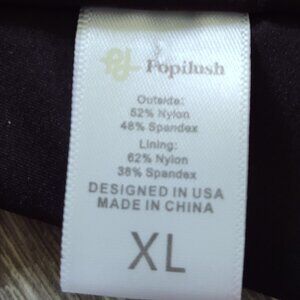 Popilush
Outside:
52% Nylon
48% Spandex
Lining:
62% Nylon
38% Spandex
DESIGNED IN USA
MADE IN CHINA
XL